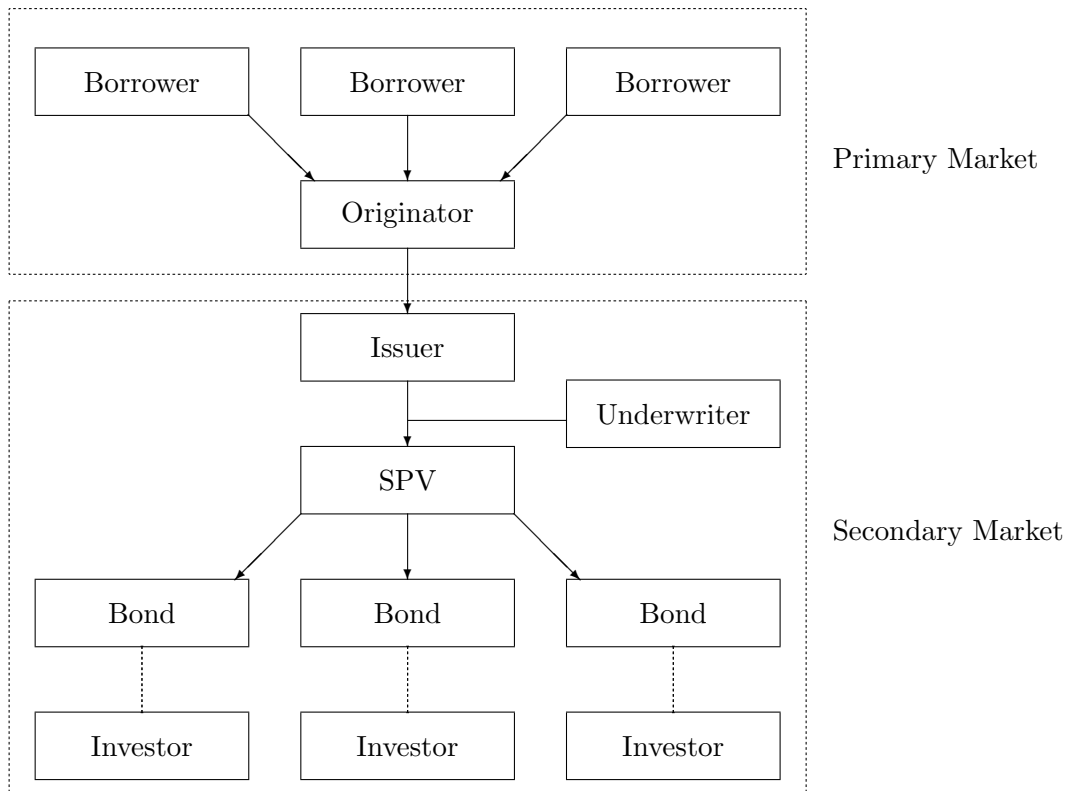 Borrower
Borrower
Borrower
Primary Market
Originator
Issuer
Underwriter
SPV
Secondary Market
Bond
Bond
Bond
Investor
Investor
Investor